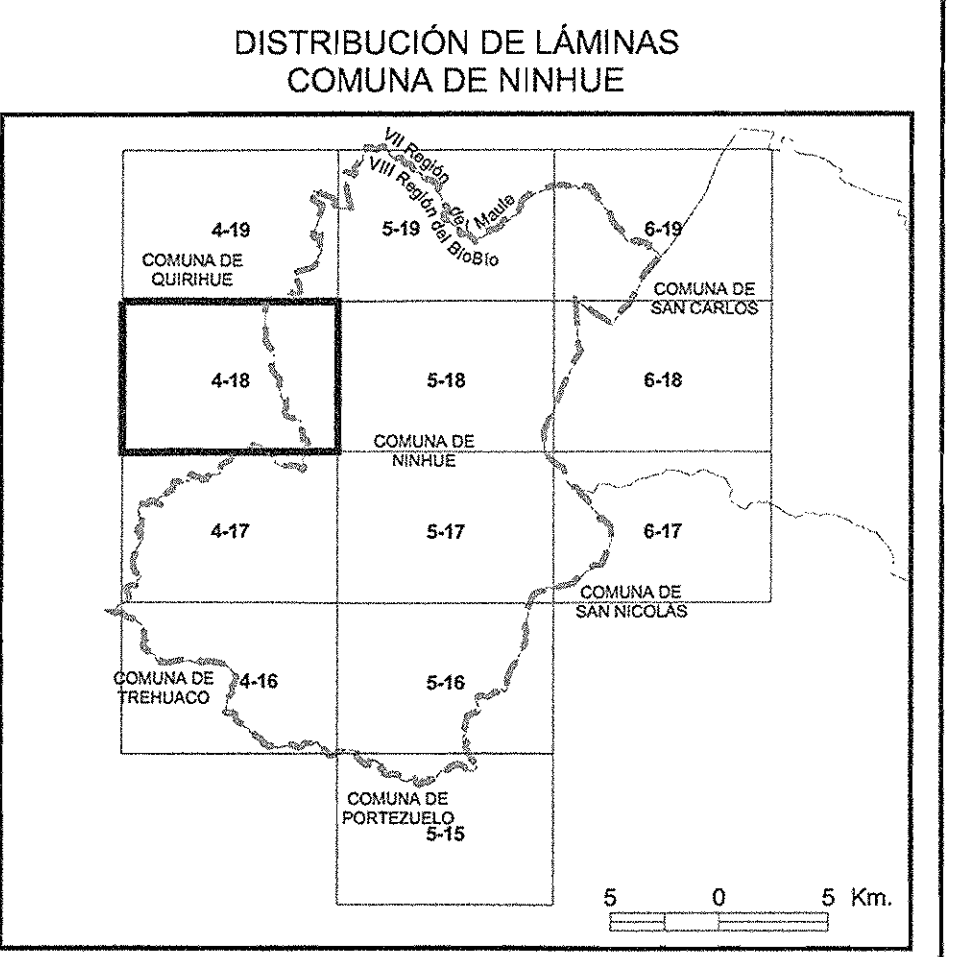 DISTRIBUCIÓN DE LÁMINAS
COMUNA DE NINHUE
VII Región
del Maule
VIII Región del BíoBío
4-19
5-19
6-19
COMUNA DE
QUIRIHUE
COMUNA DE
SAN CARLOS
4-18
5-18
6-18
COMUNA DE
NINHUE
4-17
5-17
6-17
COMUNA DE
SAN NICOLÁS
COMUNA DE
TREHUACO
4-16
5-16
COMUNA DE
PORTEZUELO
5-15
5 0 5 Km.